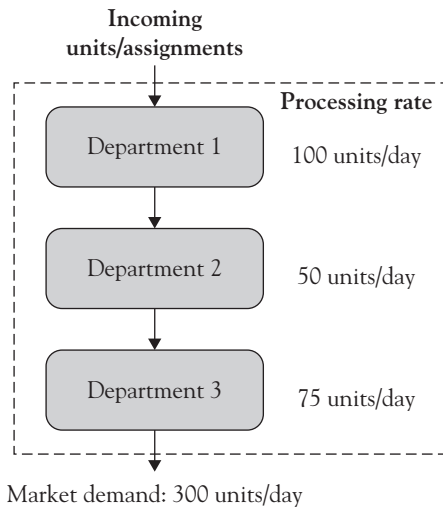 Incoming
units/assignments
Processing rate
Department 1
100 units/day
Department 2
50 units/day
Department 3
75 units/day
Market demand: 300 units/day